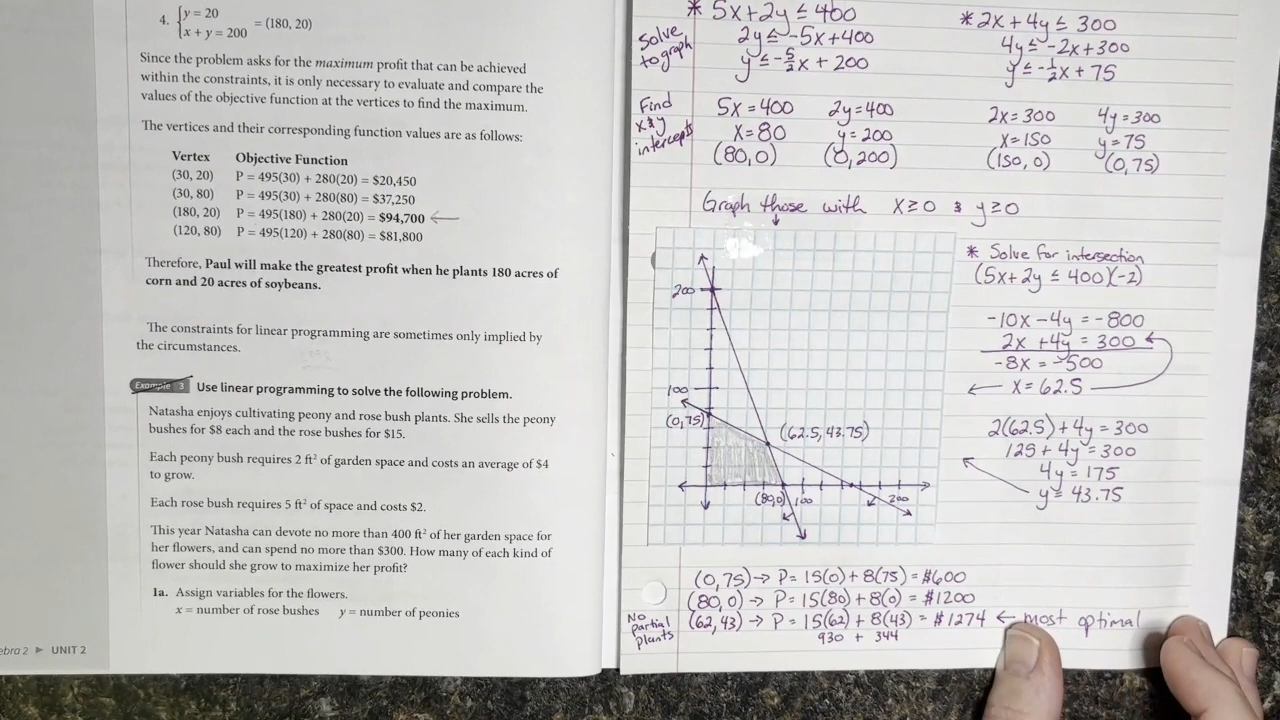 4. {y = 20
x + y = 200 = (180, 20)
Since the problem asks for the maximum profit that can be achieved
within the constraints, it is only necessary to evaluate and compare the
values of the objective function at the vertices to find the maximum.
The vertices and their corresponding function values are as follows:
Vertex Objective Function
(30, 20) P = 495(30) + 280(20) = $20,450
(30, 80) P = 495(30) + 280(80) = $37,250
(180, 20) P = 495(180) + 280(20) = $94,700 ←
(120, 80) P = 495(120) + 280(80) = $81,800
Therefore, Paul will make the greatest profit when he plants 180 acres of
corn and 20 acres of soybeans.
The constraints for linear programming are sometimes only implied by
the circumstances.
Example 3 Use linear programming to solve the following problem.
Natasha enjoys cultivating peony and rose bush plants. She sells the peony
bushes for $8 each and the rose bushes for $15.
Each peony bush requires 2 ft² of garden space and costs an average of $4
to grow.
Each rose bush requires 5 ft² of space and costs $2.
This year Natasha can devote no more than 400 ft² of her garden space for
her flowers, and can spend no more than $300. How many of each kind of
flower should she grow to maximize her profit?
1a. Assign variables for the flowers.
x = number of rose bushes y = number of peonies
ebra 2 ▶ UNIT 2
* 5x+2y ≤ 400
Solve
to graph
2y ≤ -5x+400
y ≤ -5/2x + 200
* 2x+4y ≤ 300
4y ≤ -2x+300
y ≤ -1/2x + 75
Find
x & y
intercepts
5x = 400 2y = 400
x = 80 y = 200
(80, 0) (0, 200)
2x = 300 4y = 300
x = 150 y = 75
(150, 0) (0, 75)
Graph those with x ≥ 0 & y ≥ 0
200
100
(0,75)
(62.5, 43.75)
(80,0)
100
200
* Solve for intersection
(5x+2y ≤ 400)(-2)
-10x-4y = -800
2x+4y = 300
-8x = -500
← x = 62.5
2(62.5)+4y = 300
125+4y = 300
4y = 175
y = 43.75
(0,75) → P = 15(0)+8(75) = $600
(80,0) → P = 15(80)+8(0) = $1200
No
partial
plants
(62,43) → P = 15(62)+8(43) = $1274 ← most optimal
930 + 344